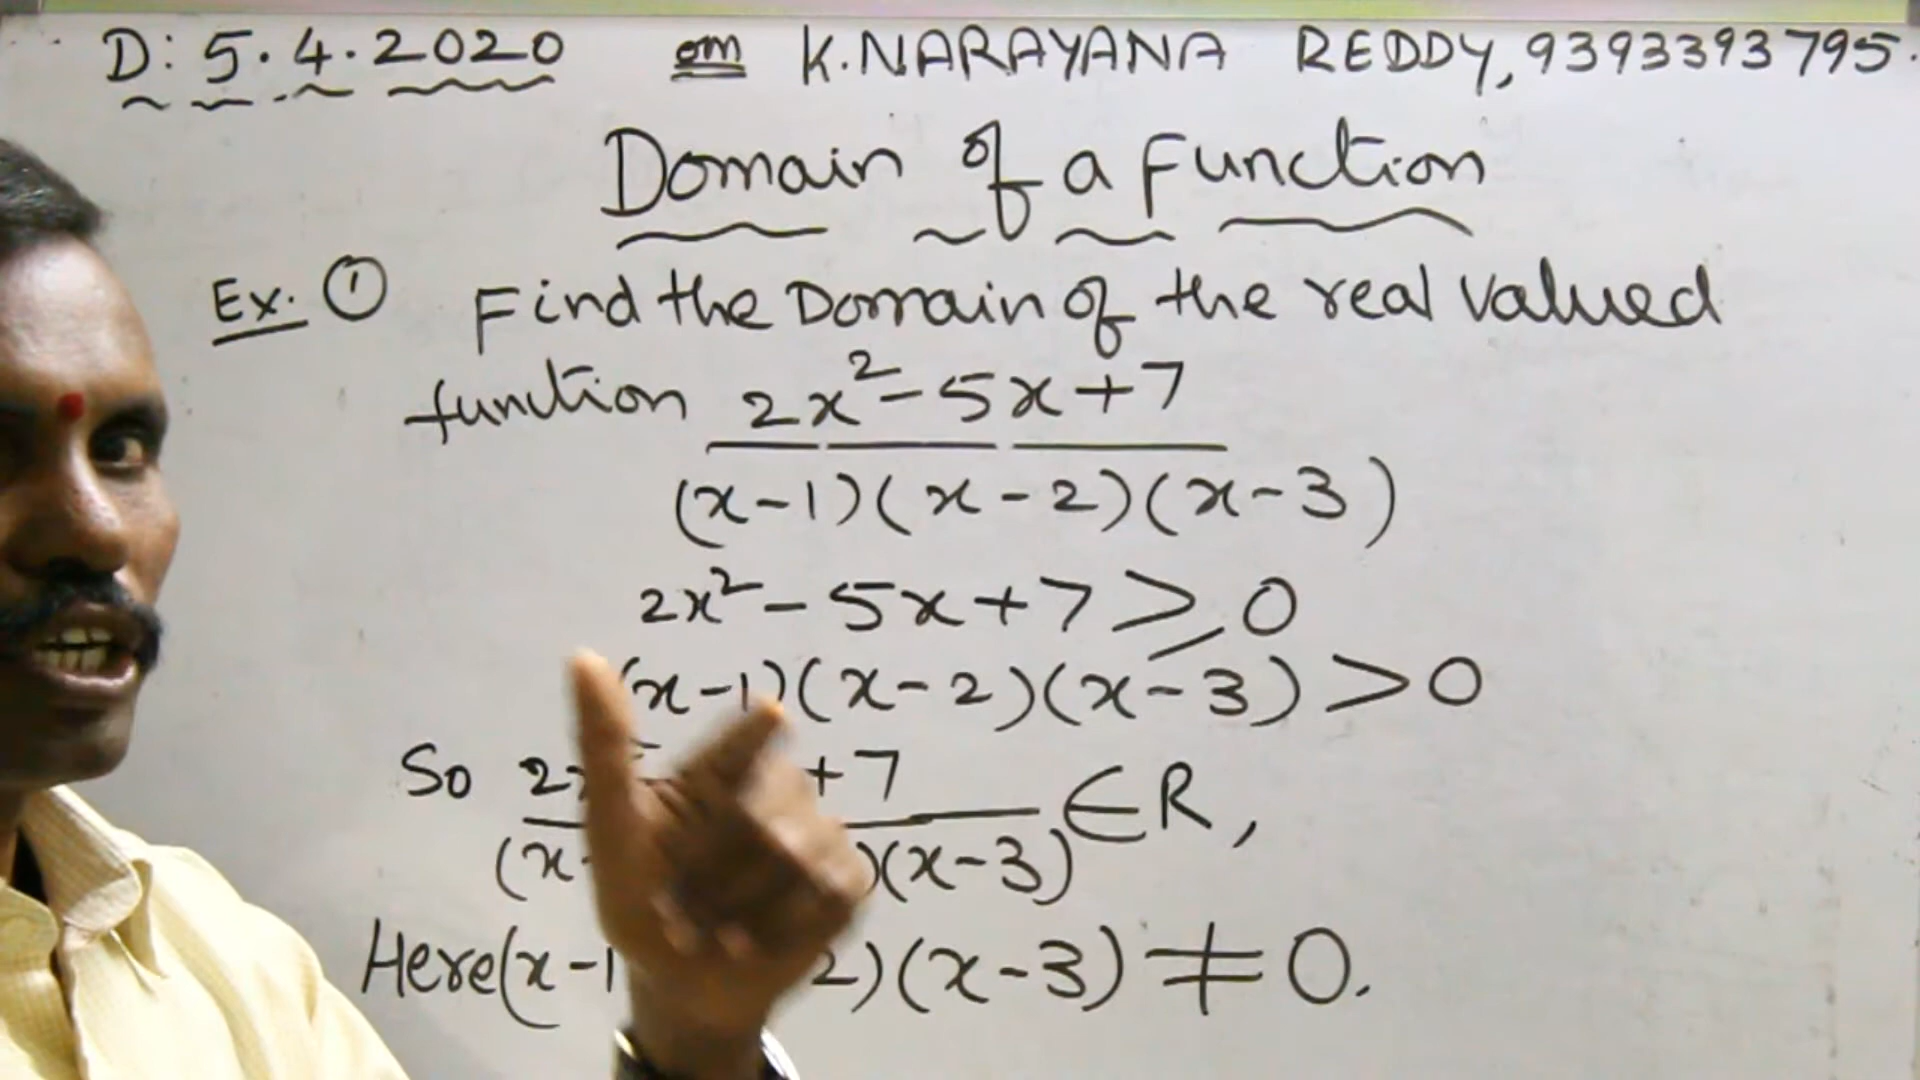 D: 5.4.2020 om K.NARAYANA REDDY, 9393393795.
Domain of a Function
Ex. ① Find the Domain of the real valued
function 2x² - 5x + 7
(x-1)(x-2)(x-3)
2x² - 5x + 7 ≥ 0
(x-1)(x-2)(x-3) > 0
So 2x +7 ∈ R,
(x- )(x-3)
Here (x-1 2)(x-3) ≠ 0.